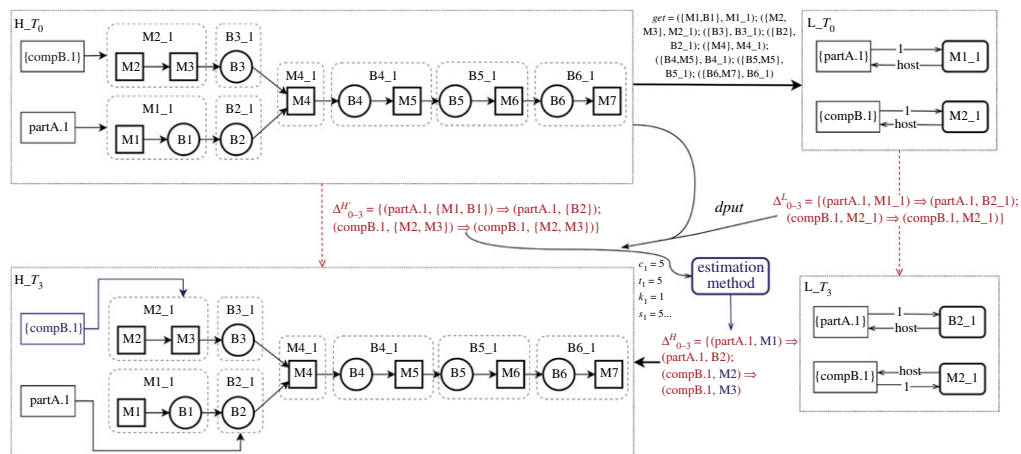 H_T0
{compB.1}
M2_1
B3_1
M2
M3
B3
partA.1
M1_1
B2_1
M1
B1
B2
M4_1
B4_1
B5_1
B6_1
M4
B4
M5
B5
M6
B6
M7
get = ({M1,B1}, M1_1); ({M2,
M3}, M2_1); ({B3}, B3_1); ({B2},
B2_1); ({M4}, M4_1);
({B4,M5}, B4_1); ({B5,M5},
B5_1); ({B6,M7}, B6_1)
L_T0
{partA.1}
1
host
M1_1
{compB.1}
1
host
M2_1
Δ^H'_0–3 = {(partA.1, {M1, B1}) ⇒ (partA.1, {B2});
(compB.1, {M2, M3}) ⇒ (compB.1, {M2, M3})}
dput
Δ^L_0–3 = {(partA.1, M1_1) ⇒ (partA.1, B2_1);
(compB.1, M2_1) ⇒ (compB.1, M2_1)}
c1 = 5
t1 = 5
k1 = 1
s1 = 5...
estimation
method
Δ^H_0–3 = {(partA.1, M1) ⇒
(partA.1, B2);
(compB.1, M2) ⇒
(compB.1, M3)
H_T3
{compB.1}
M2_1
B3_1
M2
M3
B3
partA.1
M1_1
B2_1
M1
B1
B2
M4_1
B4_1
B5_1
B6_1
M4
B4
M5
B5
M6
B6
M7
L_T3
{partA.1}
1
host
B2_1
{compB.1}
host
1
M2_1